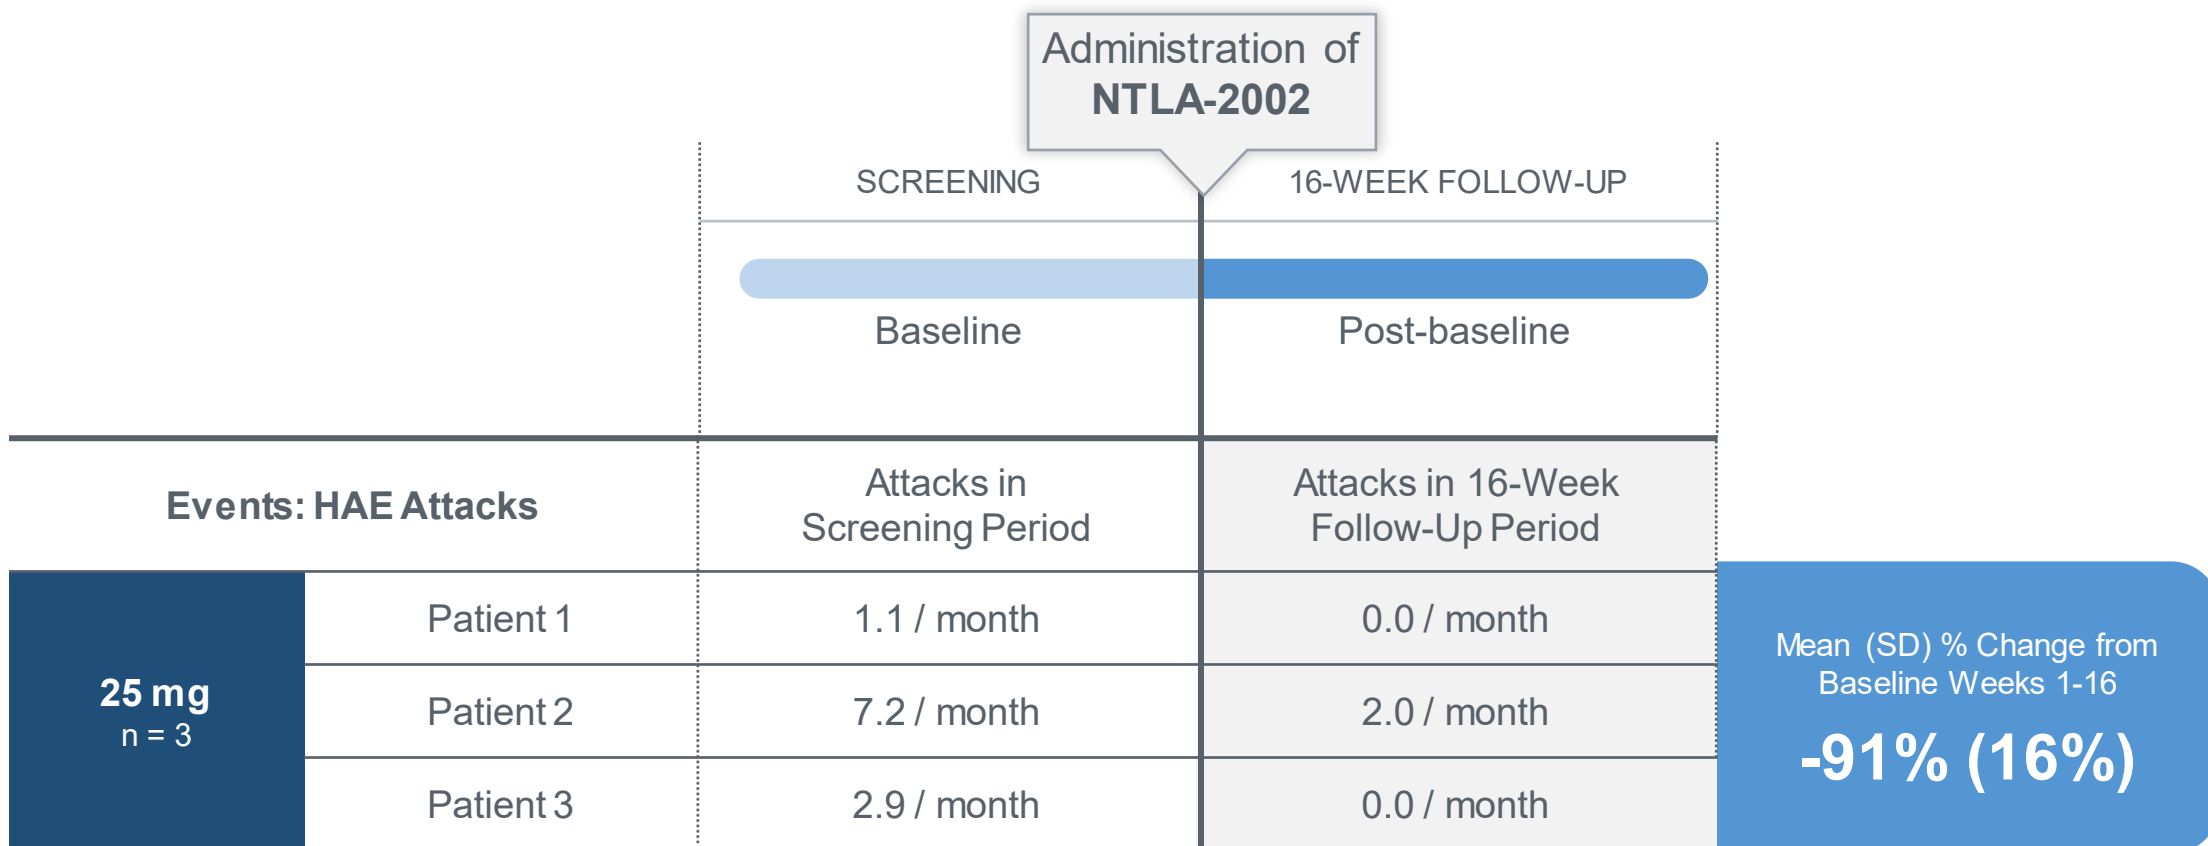 Administration of
NTLA-2002
SCREENING
16-WEEK FOLLOW-UP
Baseline
Post-baseline
Events: HAE Attacks
Attacks in
Screening Period
Attacks in 16-Week
Follow-Up Period
25 mg
n = 3
Patient 1
1.1 / month
0.0 / month
Patient 2
7.2 / month
2.0 / month
Patient 3
2.9 / month
0.0 / month
Mean (SD) % Change from
Baseline Weeks 1-16
-91% (16%)